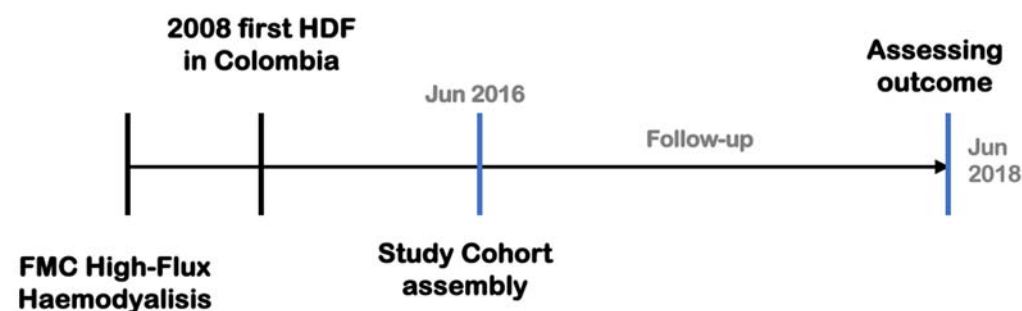 2008 first HDF
in Colombia
Assessing
outcome
Jun 2016
Follow-up
Jun
2018
FMC High-Flux
Haemodyalisis
Study Cohort
assembly